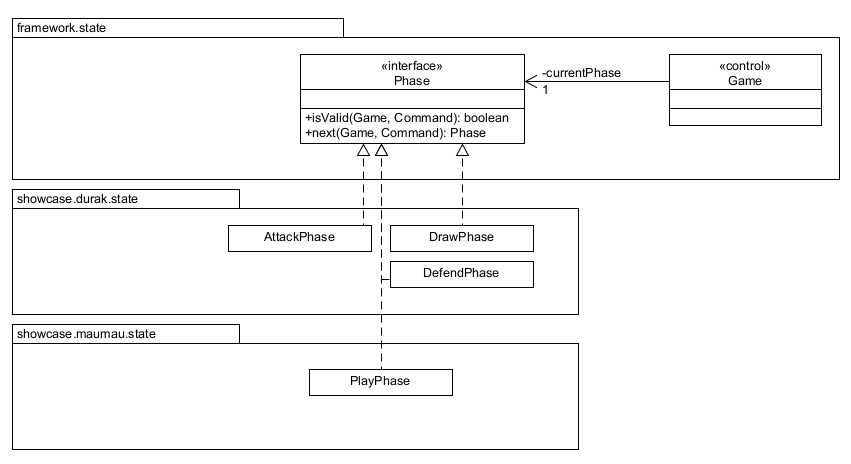 framework.state
«interface»
Phase
+isValid(Game, Command): boolean
+next(Game, Command): Phase
-currentPhase
1
«control»
Game
showcase.durak.state
AttackPhase
DrawPhase
DefendPhase
showcase.maumau.state
PlayPhase